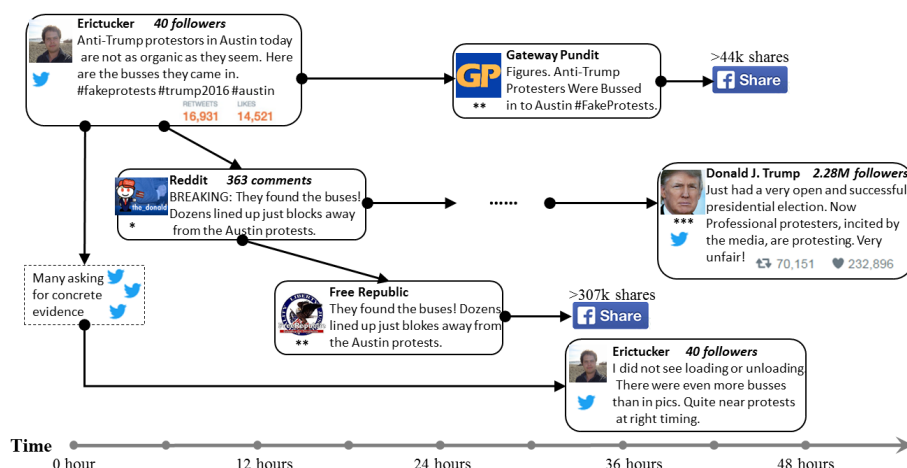 Erictucker 40 followers
Anti-Trump protestors in Austin today
are not as organic as they seem. Here
are the busses they came in.
#fakeprotests #trump2016 #austin
RETWEETS LIKES
16,931 14,521
GP
**
Gateway Pundit
Figures. Anti-Trump
Protesters Were Bussed
in to Austin #FakeProtests.
>44k shares
f Share
the_donald
*
Reddit 363 comments
BREAKING: They found the buses!
Dozens lined up just blocks away
from the Austin protests.
......
***
Donald J. Trump 2.28M followers
Just had a very open and successful
presidential election. Now
Professional protesters, incited by
the media, are protesting. Very
unfair!
70,151 232,896
Many asking
for concrete
evidence
**
Free Republic
They found the buses! Dozens
lined up just blokes away from
the Austin protests.
>307k shares
f Share
Erictucker 40 followers
I did not see loading or unloading
There were even more busses
than in pics. Quite near protests
at right timing.
Time
0 hour 12 hours 24 hours 36 hours 48 hours